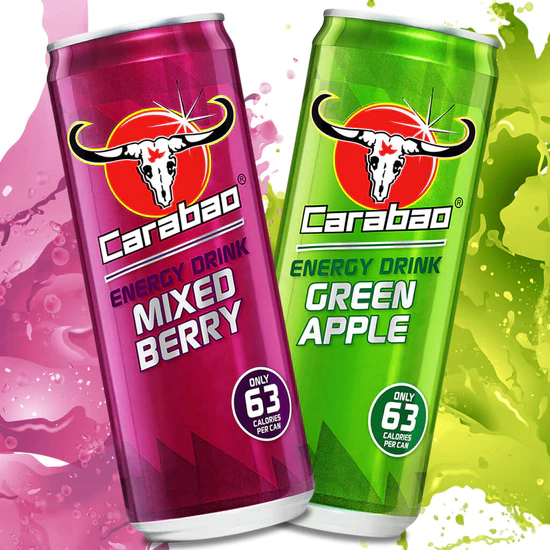 Carabao®
ENERGY DRINK
MIXED
BERRY
ONLY
63
CALORIES
PER CAN
Carabao®
ENERGY DRINK
GREEN
APPLE
ONLY
63
CALORIES
PER CAN